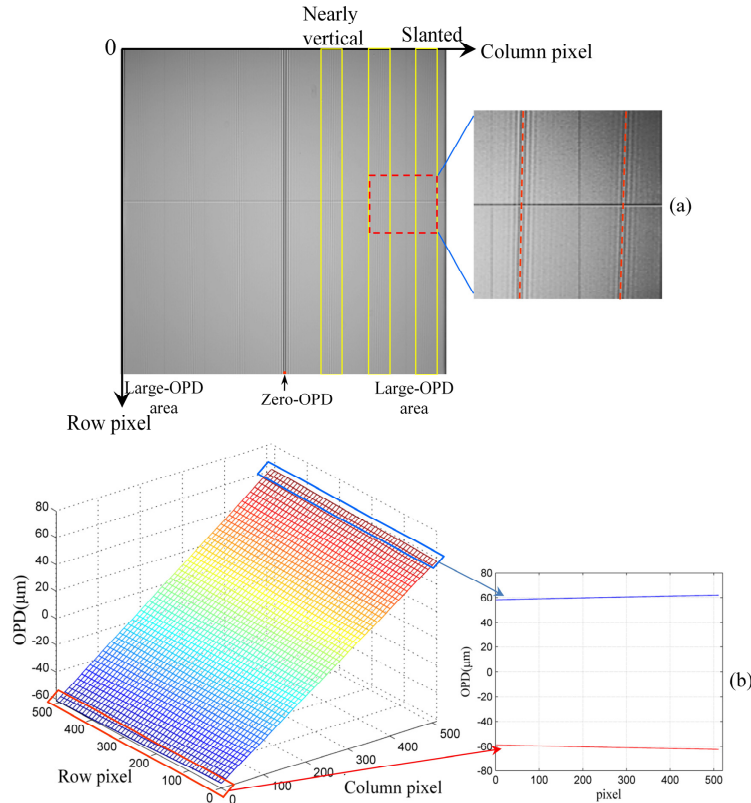 Nearly
vertical
Slanted
0
Column pixel
(a)
Large-OPD
area
Zero-OPD
Large-OPD
area
Row pixel
80
60
40
20
0
-20
-40
-60
OPD(μm)
500
400
300
200
100
0
Row pixel
0
100
200
300
400
500
Column pixel
80
60
40
20
0
-20
-40
-60
-80
OPD(μm)
0
100
200
300
400
500
pixel
(b)